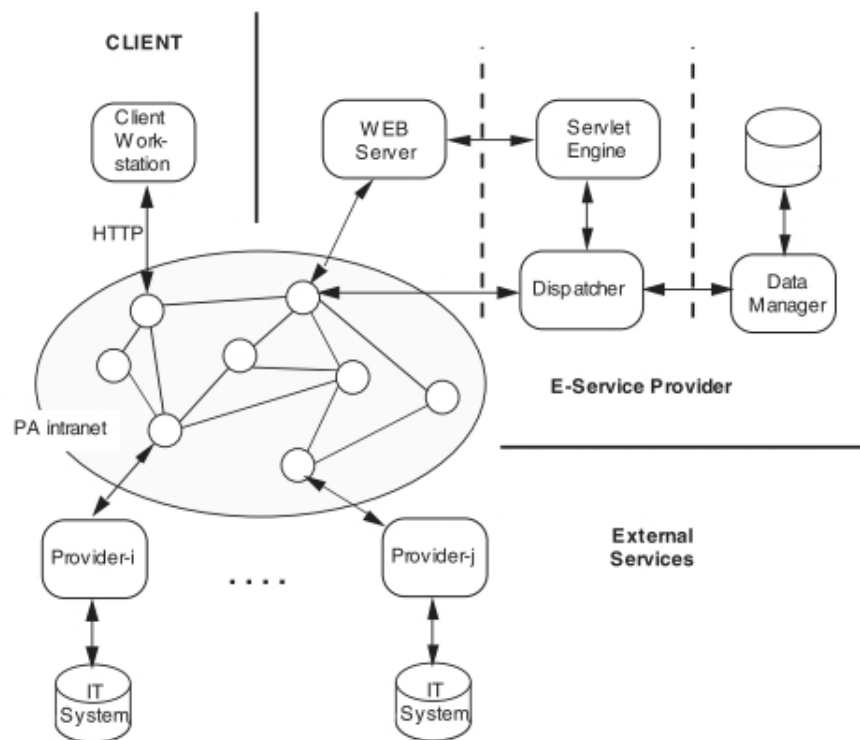 CLIENT
Client
Work-
station
WEB
Server
Servlet
Engine
HTTP
Dispatcher
Data
Manager
E-Service Provider
PA intranet
Provider-i
. . . .
Provider-j
External
Services
IT
System
IT
System